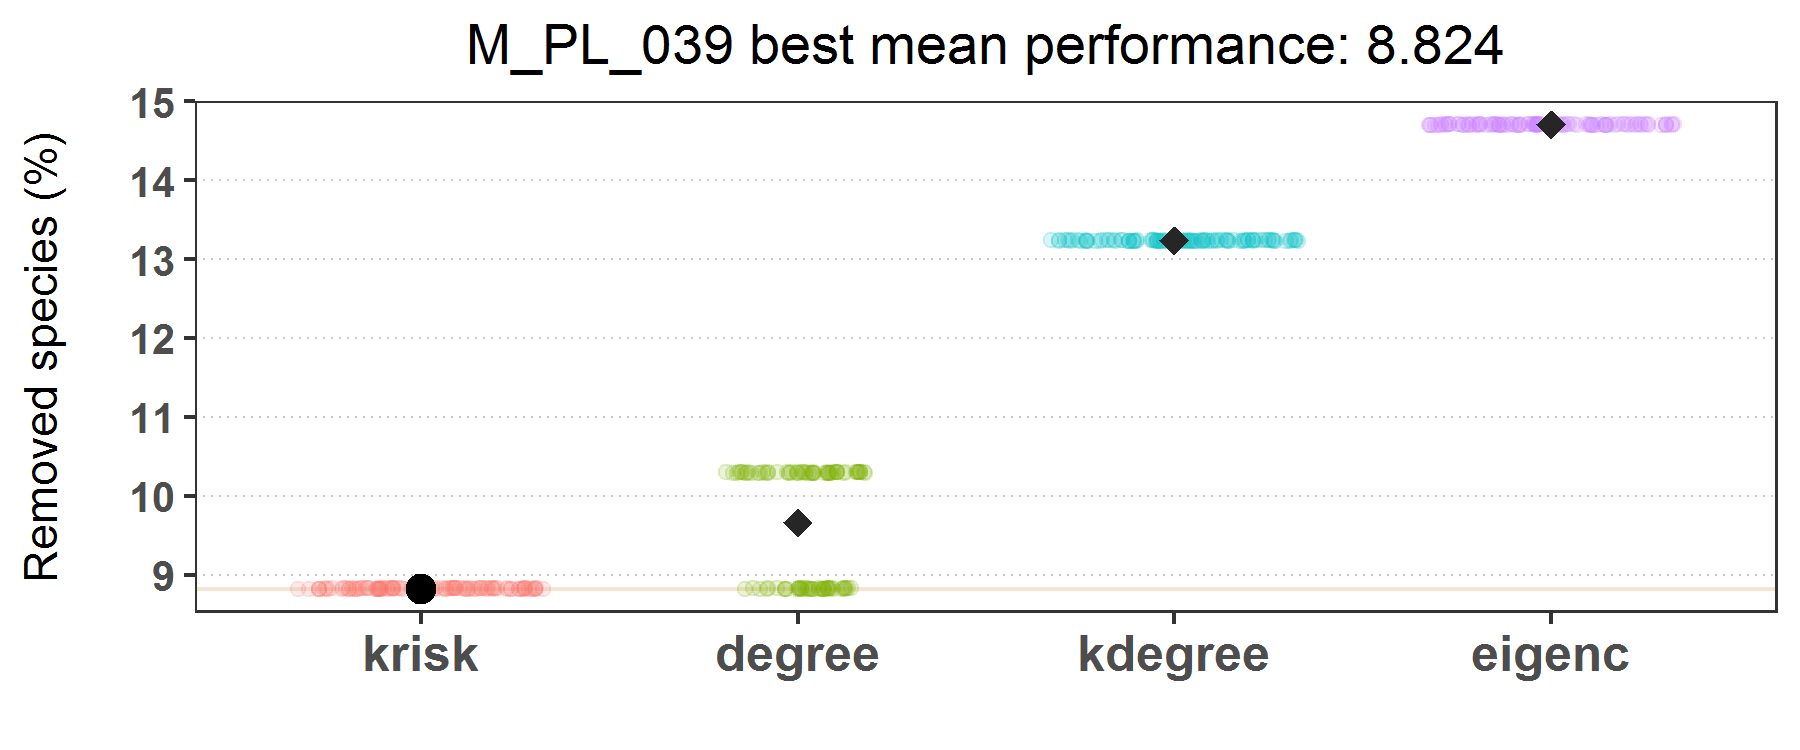 M_PL_039 best mean performance: 8.824
Removed species (%)
15
14
13
12
11
10
9
krisk degree kdegree eigenc